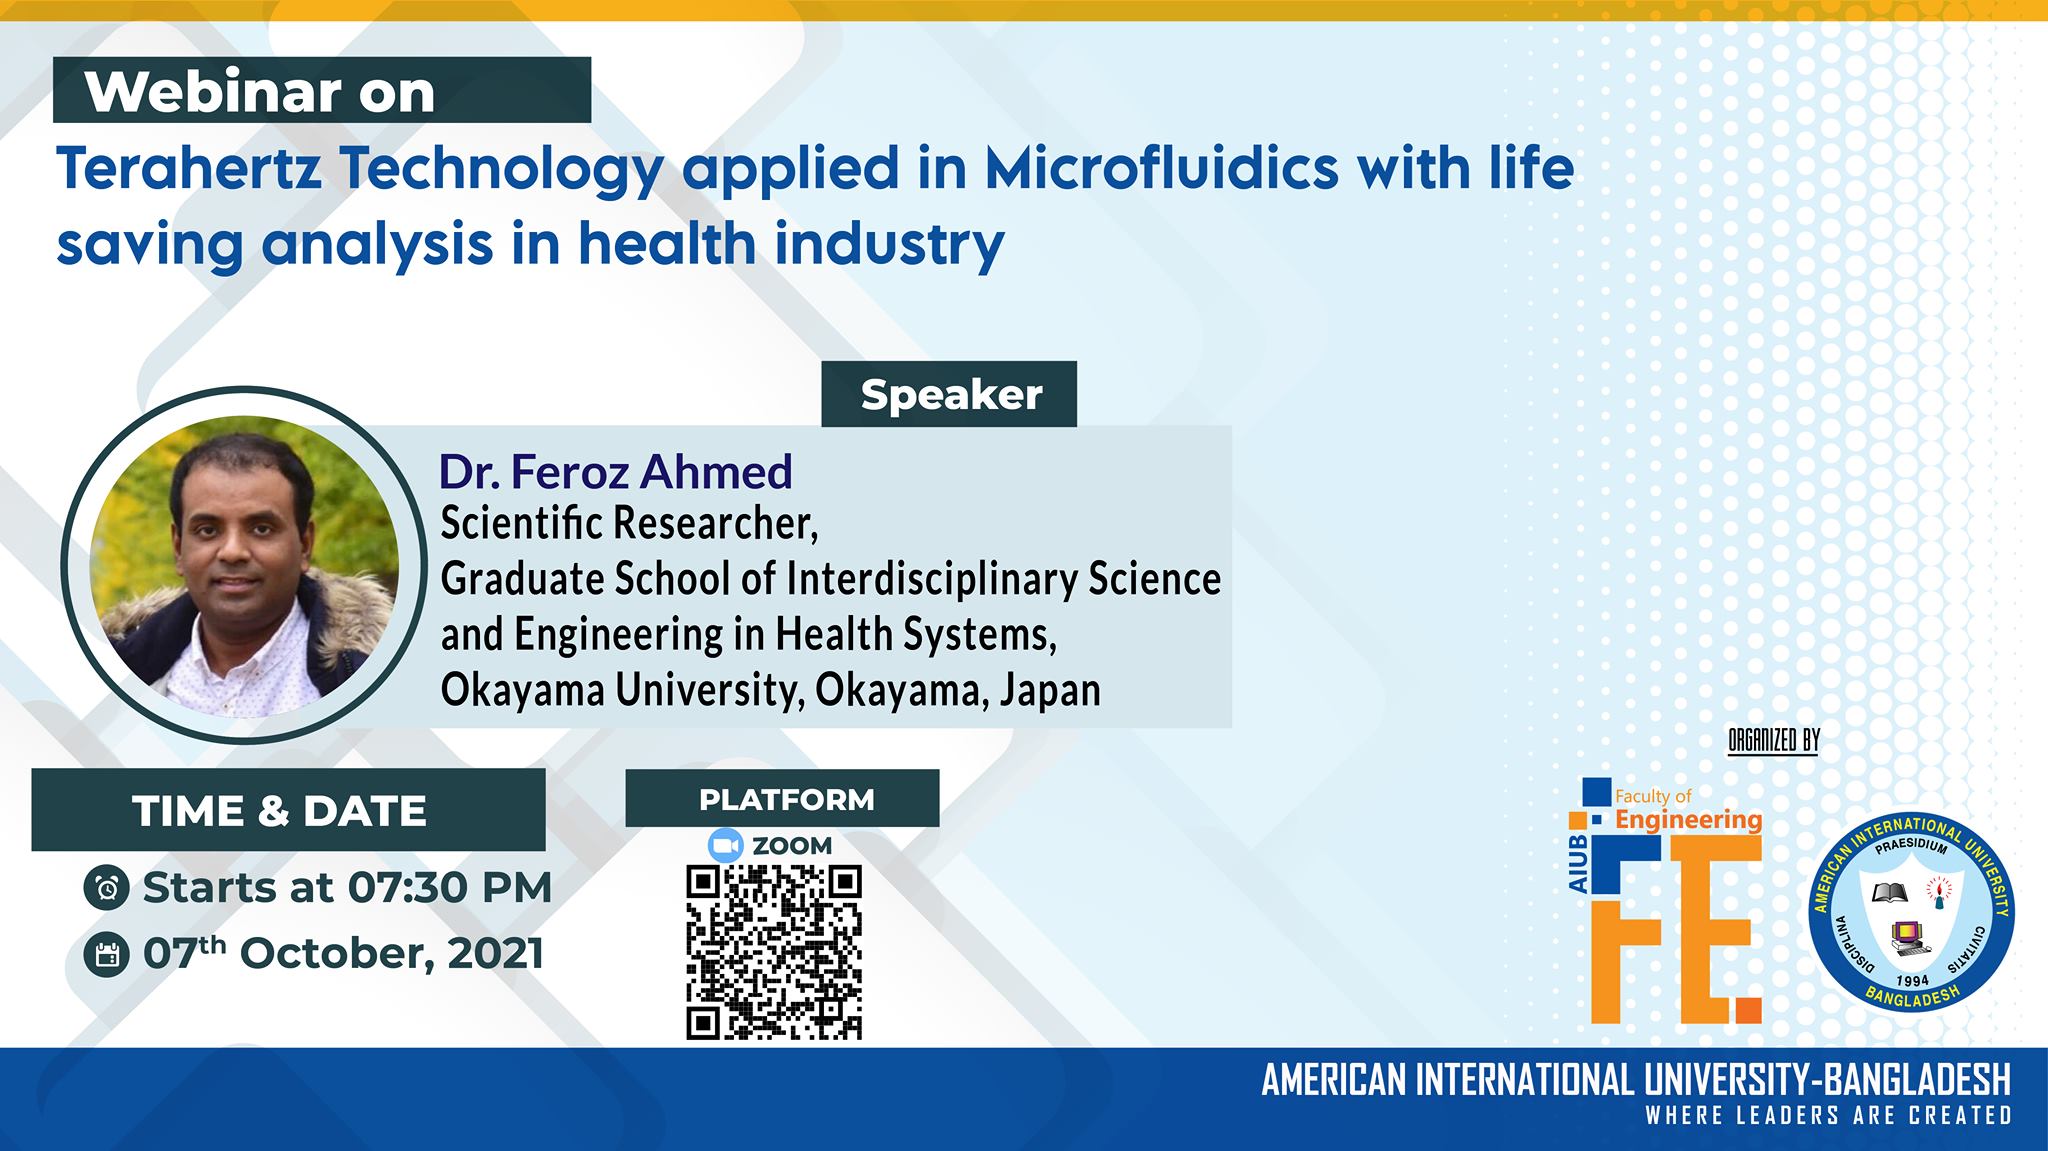 Webinar on
Terahertz Technology applied in Microfluidics with life
saving analysis in health industry
Speaker
Dr. Feroz Ahmed
Scientific Researcher,
Graduate School of Interdisciplinary Science
and Engineering in Health Systems,
Okayama University, Okayama, Japan
TIME & DATE
Starts at 07:30 PM
07th October, 2021
PLATFORM
ZOOM
ORGANIZED BY
Faculty of
Engineering
AIUB
FE.
AMERICAN INTERNATIONAL UNIVERSITY
PRAESIDIUM
DISCIPLINA
CIVITATIS
1994
BANGLADESH
AMERICAN INTERNATIONAL UNIVERSITY-BANGLADESH
WHERE LEADERS ARE CREATED